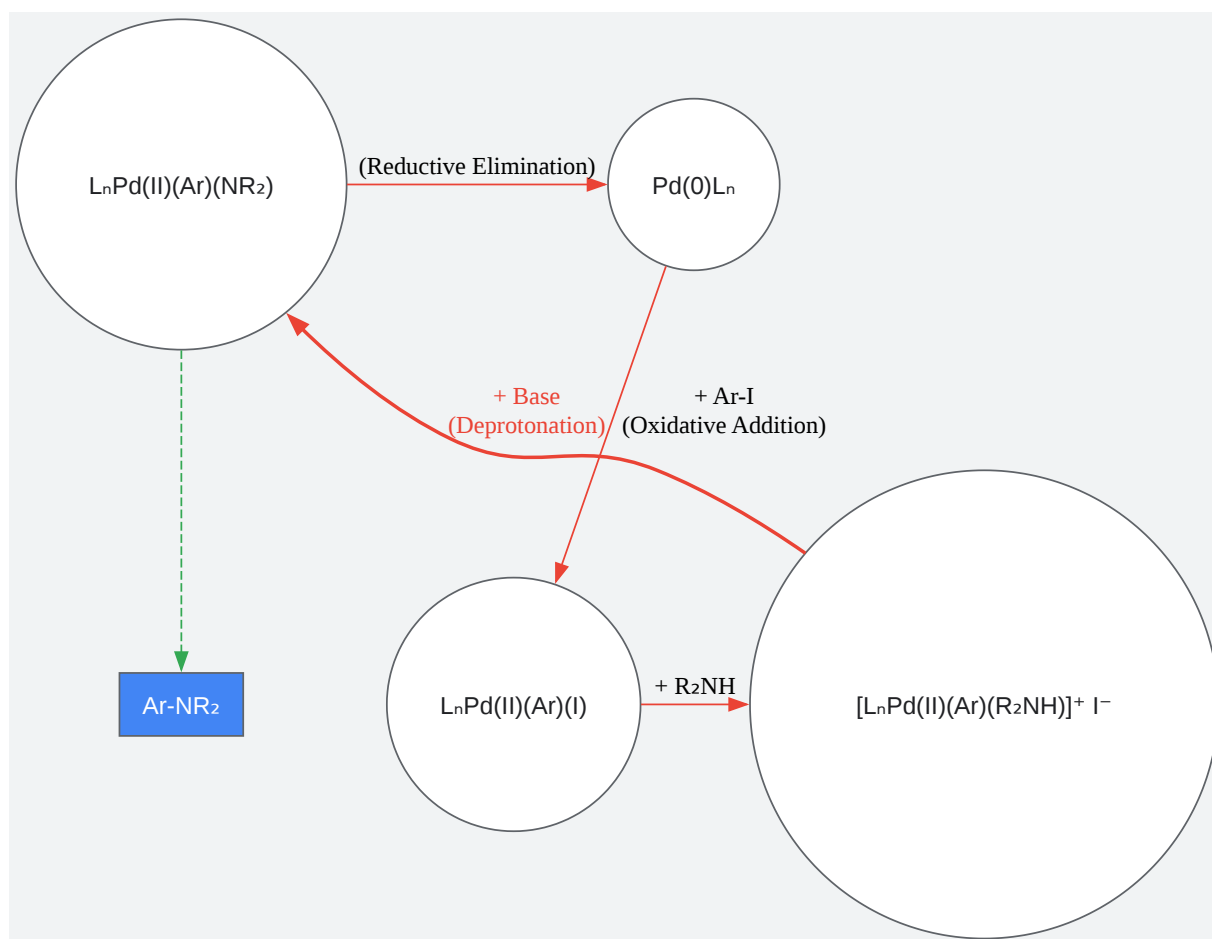 (Reductive Elimination)
LₙPd(II)(Ar)(NR₂)
Pd(0)Lₙ
+ Base
(Deprotonation)
+ Ar-I
(Oxidative Addition)
+ R₂NH
Ar-NR₂
LₙPd(II)(Ar)(I)
[LₙPd(II)(Ar)(R₂NH)]⁺ I⁻